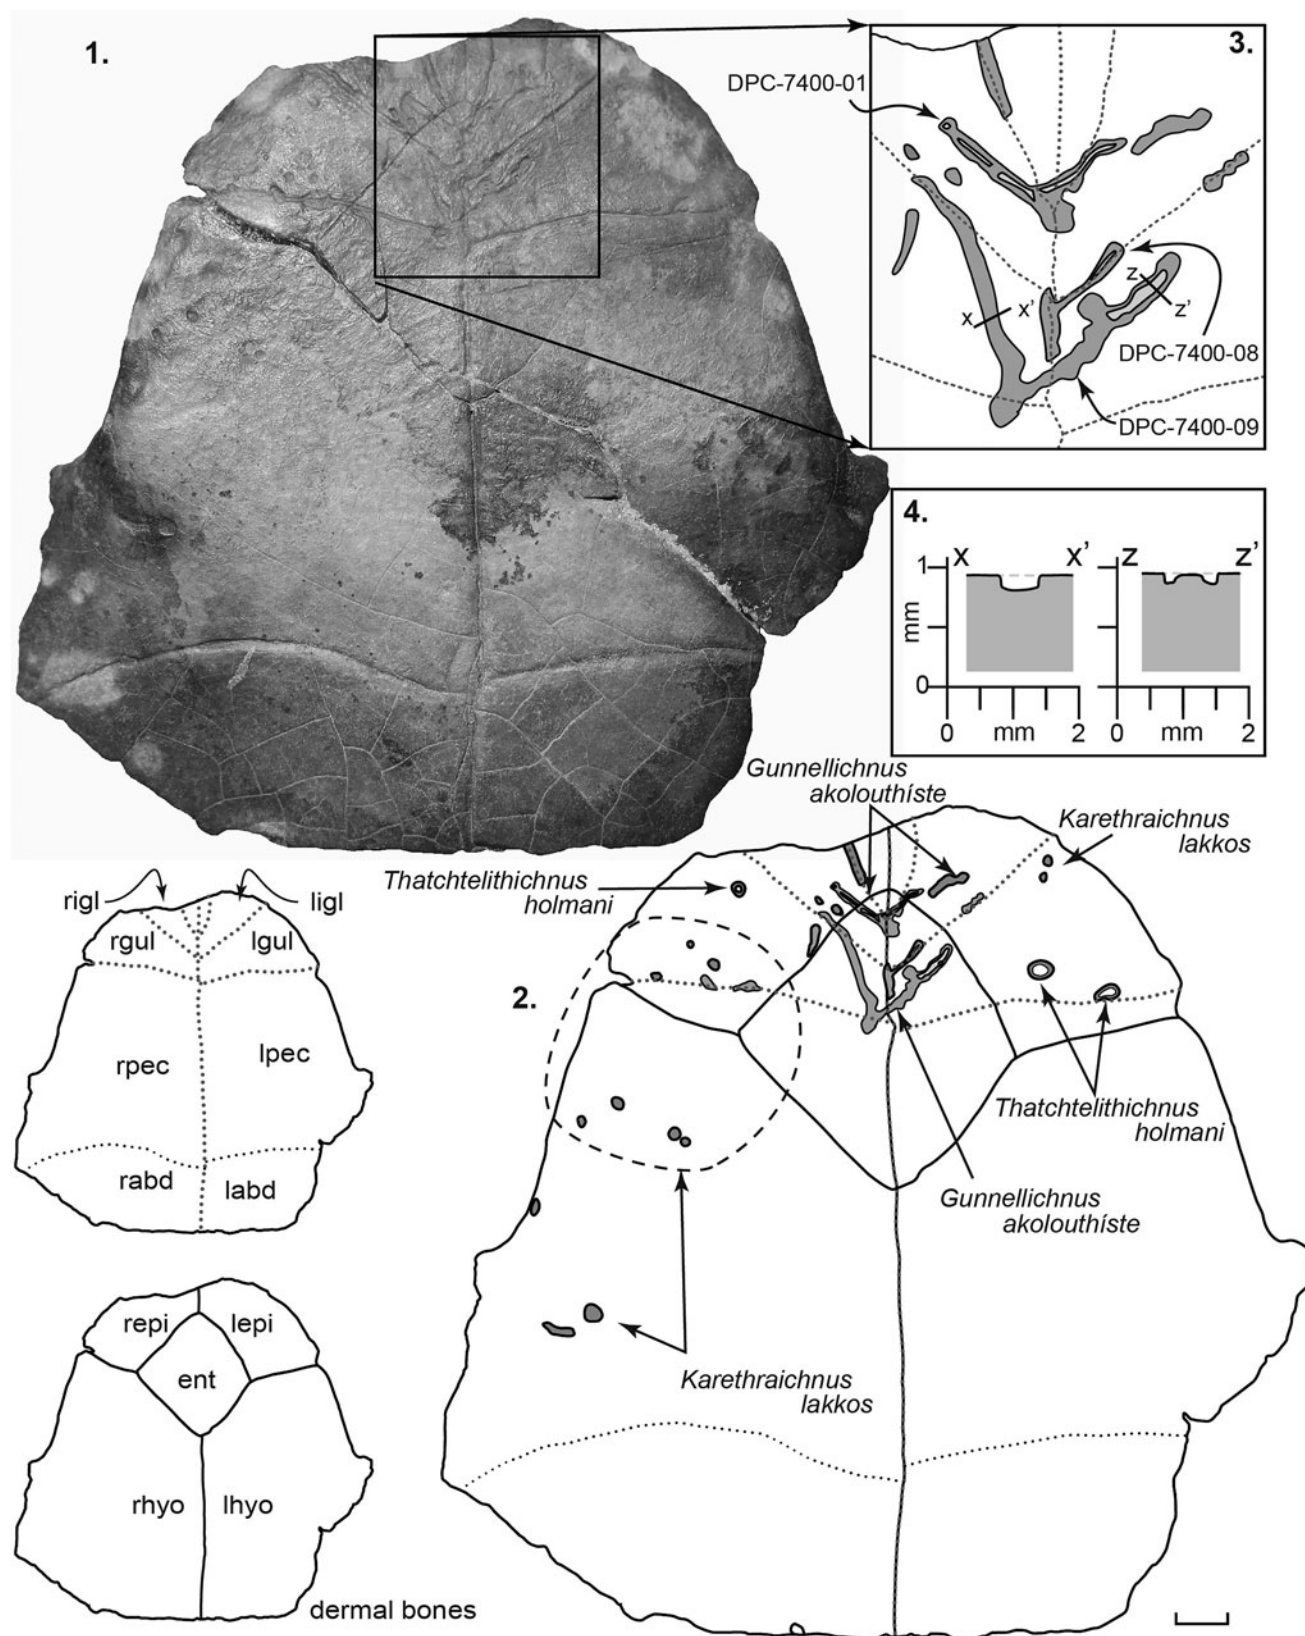 1.
3.
DPC-7400-01
x
x'
z
z'
DPC-7400-08
DPC-7400-09
4.
x
x'
z
z'
1
mm
0
0
mm
2
0
mm
2
Gunnellichnus
akolouthíste
Karethraichnus
lakkos
Thatchtelithichnus
holmani
rigl
ligl
rgul
lgul
rpec
lpec
rabd
labd
2.
Thatchtelithichnus
holmani
Gunnellichnus
akolouthíste
Karethraichnus
lakkos
repi
lepi
ent
rhyo
lhyo
dermal bones